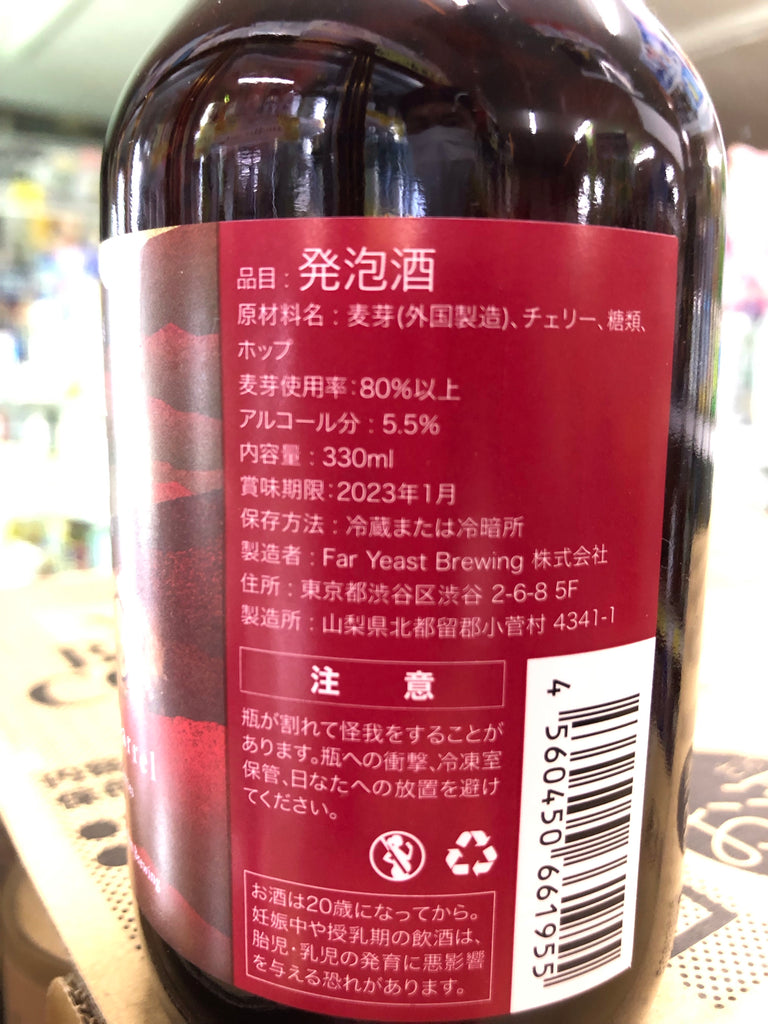 品目：発泡酒
原材料名：麦芽(外国製造)、チェリー、糖類、
ホップ
麦芽使用率：80%以上
アルコール分：5.5%
内容量：330ml
賞味期限：2023年1月
保存方法：冷蔵または冷暗所
製造者：Far Yeast Brewing 株式会社
住所：東京都渋谷区渋谷 2-6-8 5F
製造所：山梨県北都留郡小菅村 4341-1
注意
瓶が割れて怪我をすることが
あります。瓶への衝撃、冷凍室
保管、日なたへの放置を避け
てください。
お酒は20歳になってから。
妊娠中や授乳期の飲酒は、
胎児・乳児の発育に悪影響
を与える恐れがあります。
4 560450 661955